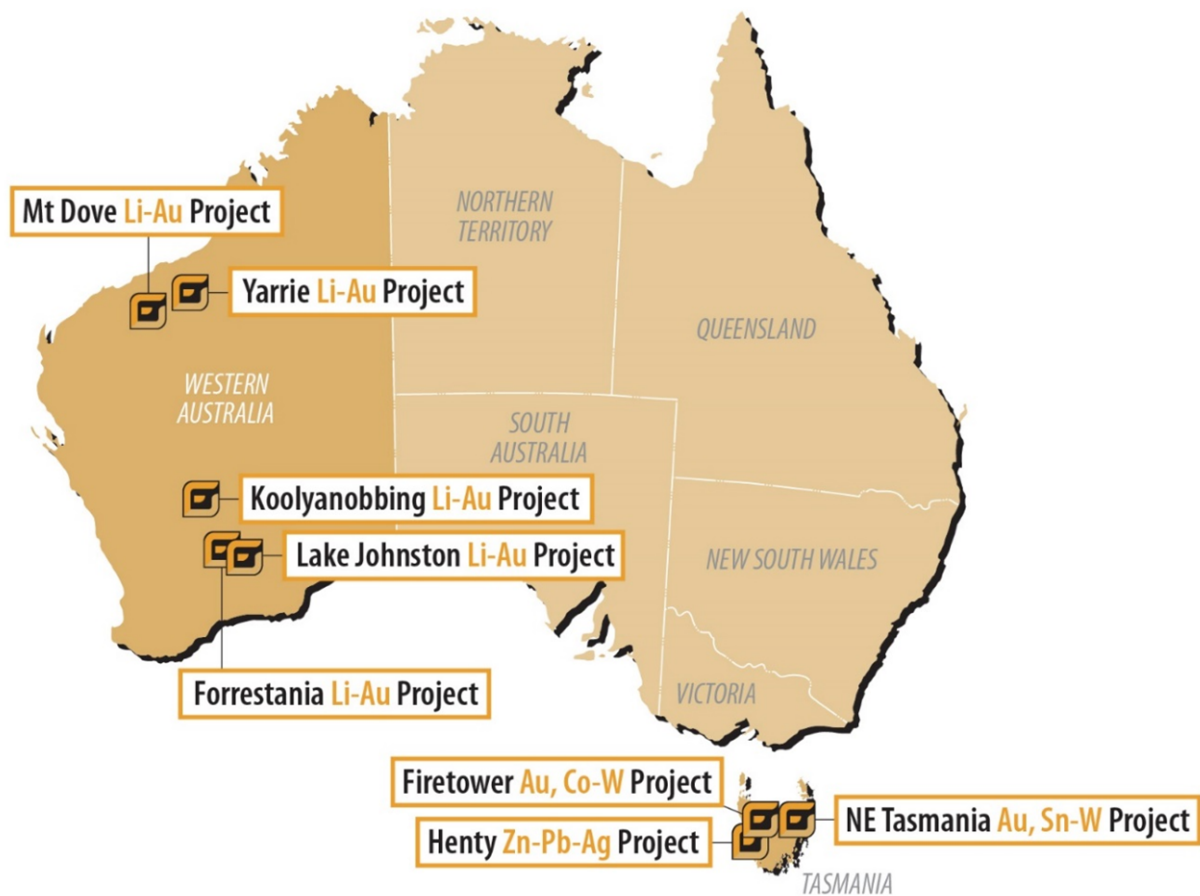 Mt Dove Li-Au Project
NORTHERN
TERRITORY
Yarrie Li-Au Project
QUEENSLAND
WESTERN
AUSTRALIA
SOUTH
AUSTRALIA
Koolyanobbing Li-Au Project
Lake Johnston Li-Au Project
NEW SOUTH WALES
Forrestania Li-Au Project
VICTORIA
Firetower Au, Co-W Project
NE Tasmania Au, Sn-W Project
Henty Zn-Pb-Ag Project
TASMANIA